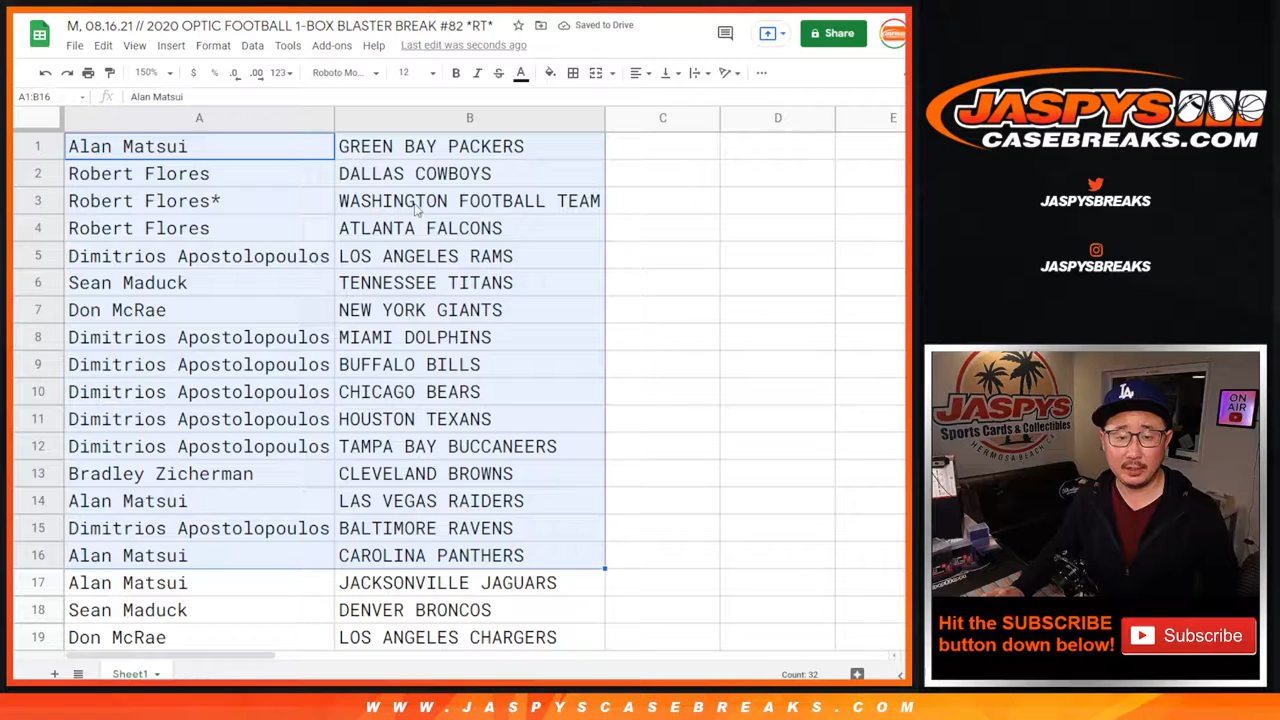 M, 08.16.21 // 2020 OPTIC FOOTBALL 1-BOX BLASTER BREAK #82 *RT*
Saved to Drive
Share
File Edit View Insert Format Data Tools Add-ons Help Last edit was seconds ago
150% $ % .0 .00 123 Roboto Mo... 12 B I S A
A1:B16 fx Alan Matsui
A B C D E
1 Alan Matsui GREEN BAY PACKERS
2 Robert Flores DALLAS COWBOYS
3 Robert Flores* WASHINGTON FOOTBALL TEAM
4 Robert Flores ATLANTA FALCONS
5 Dimitrios Apostolopoulos LOS ANGELES RAMS
6 Sean Maduck TENNESSEE TITANS
7 Don McRae NEW YORK GIANTS
8 Dimitrios Apostolopoulos MIAMI DOLPHINS
9 Dimitrios Apostolopoulos BUFFALO BILLS
10 Dimitrios Apostolopoulos CHICAGO BEARS
11 Dimitrios Apostolopoulos HOUSTON TEXANS
12 Dimitrios Apostolopoulos TAMPA BAY BUCCANEERS
13 Bradley Zicherman CLEVELAND BROWNS
14 Alan Matsui LAS VEGAS RAIDERS
15 Dimitrios Apostolopoulos BALTIMORE RAVENS
16 Alan Matsui CAROLINA PANTHERS
17 Alan Matsui JACKSONVILLE JAGUARS
18 Sean Maduck DENVER BRONCOS
19 Don McRae LOS ANGELES CHARGERS
Sheet1
Count: 32
JASPYS
CASEBREAKS.COM
JASPYSBREAKS
JASPYSBREAKS
JASPYS
Sports Cards & Collectibles
HERMOSA BEACH, CA
ON AIR
LA
Hit the SUBSCRIBE
button down below!
Subscribe
WWW.JASPYSCASEBREAKS.COM